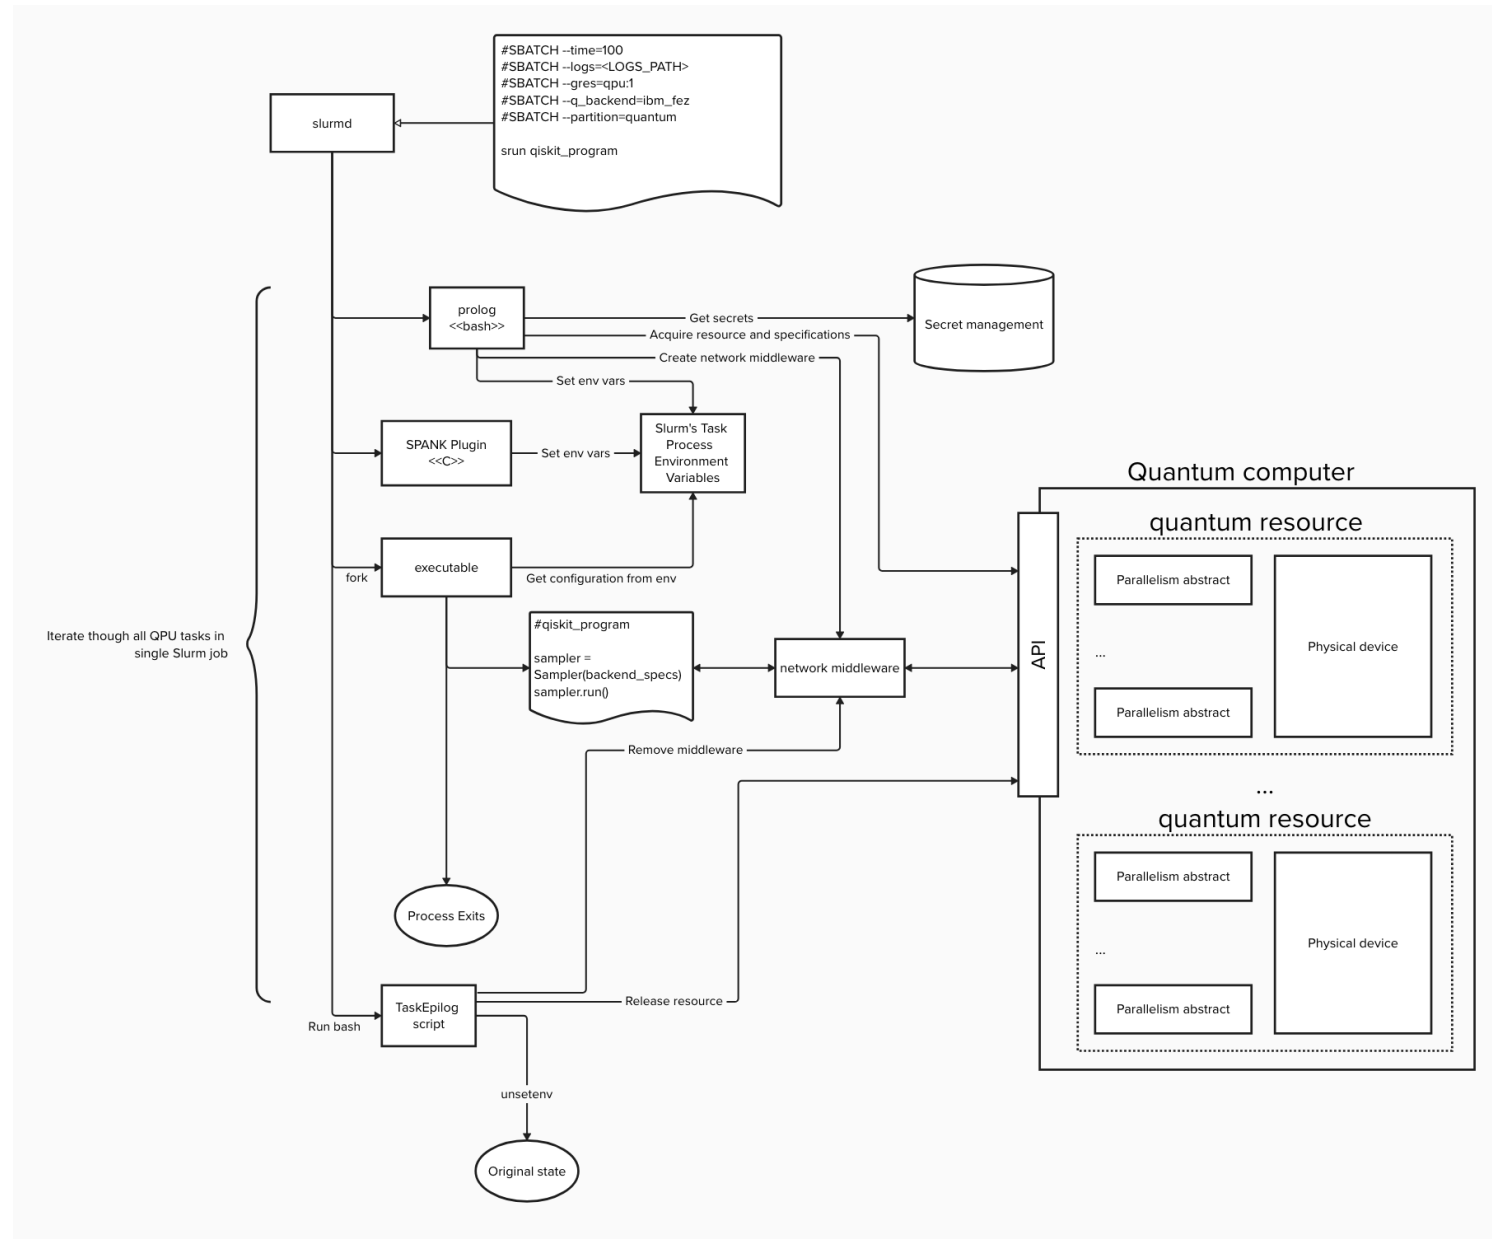 #SBATCH --time=100
#SBATCH --logs=<LOGS_PATH>
#SBATCH --gres=qpu:1
#SBATCH --q_backend=ibm_fez
#SBATCH --partition=quantum
srun qiskit_program
slurmd
prolog
<<bash>>
Get secrets
Acquire resource and specifications
Create network middleware
Set env vars
Secret management
SPANK Plugin
<<C>>
Set env vars
Slurm's Task
Process
Environment
Variables
executable
fork
Get configuration from env
#qiskit_program
sampler =
Sampler(backend_specs)
sampler.run()
network middleware
Iterate though all QPU tasks in
single Slurm job
Remove middleware
Process Exits
TaskEpilog
script
Run bash
Release resource
unsetenv
Original state
Quantum computer
API
quantum resource
Parallelism abstract
...
Parallelism abstract
Physical device
...
quantum resource
Parallelism abstract
...
Parallelism abstract
Physical device